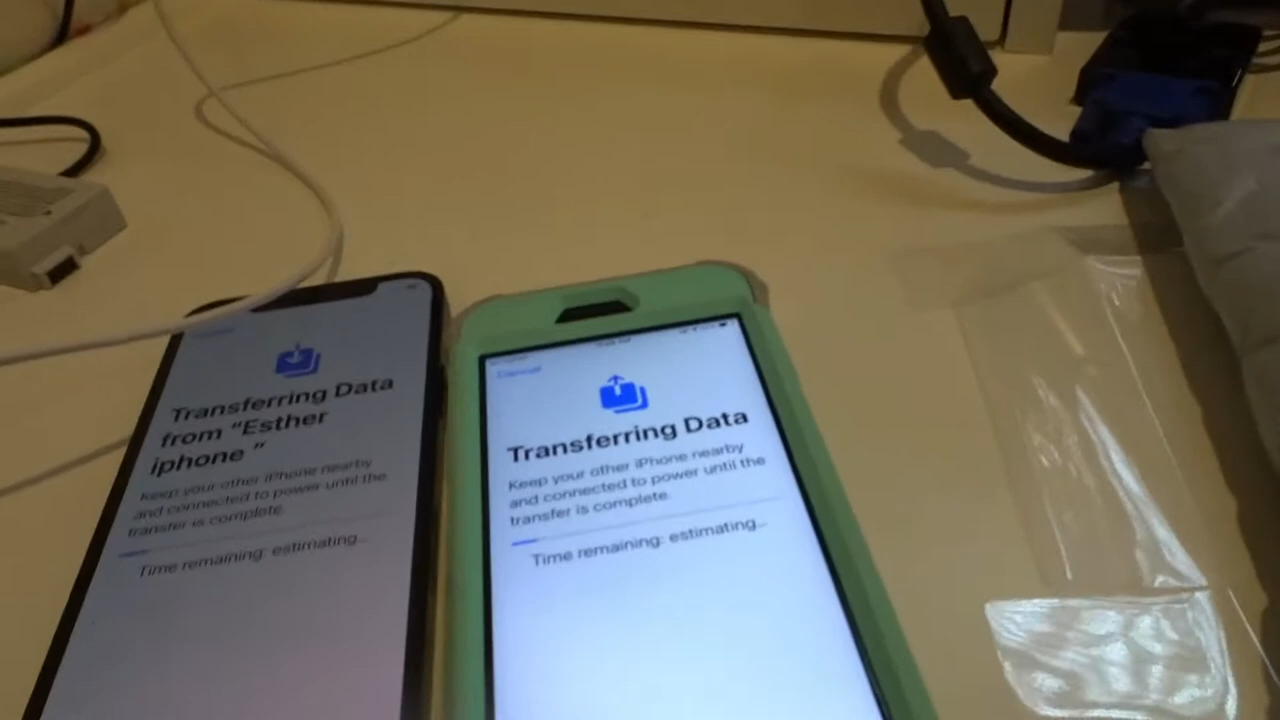 Transferring Data
from "Esther
iphone "
Keep your other iPhone nearby
and connected to power until the
transfer is complete.
Time remaining: estimating...
Cancel
Transferring Data
Keep your other iPhone nearby
and connected to power until the
transfer is complete.
Time remaining: estimating...